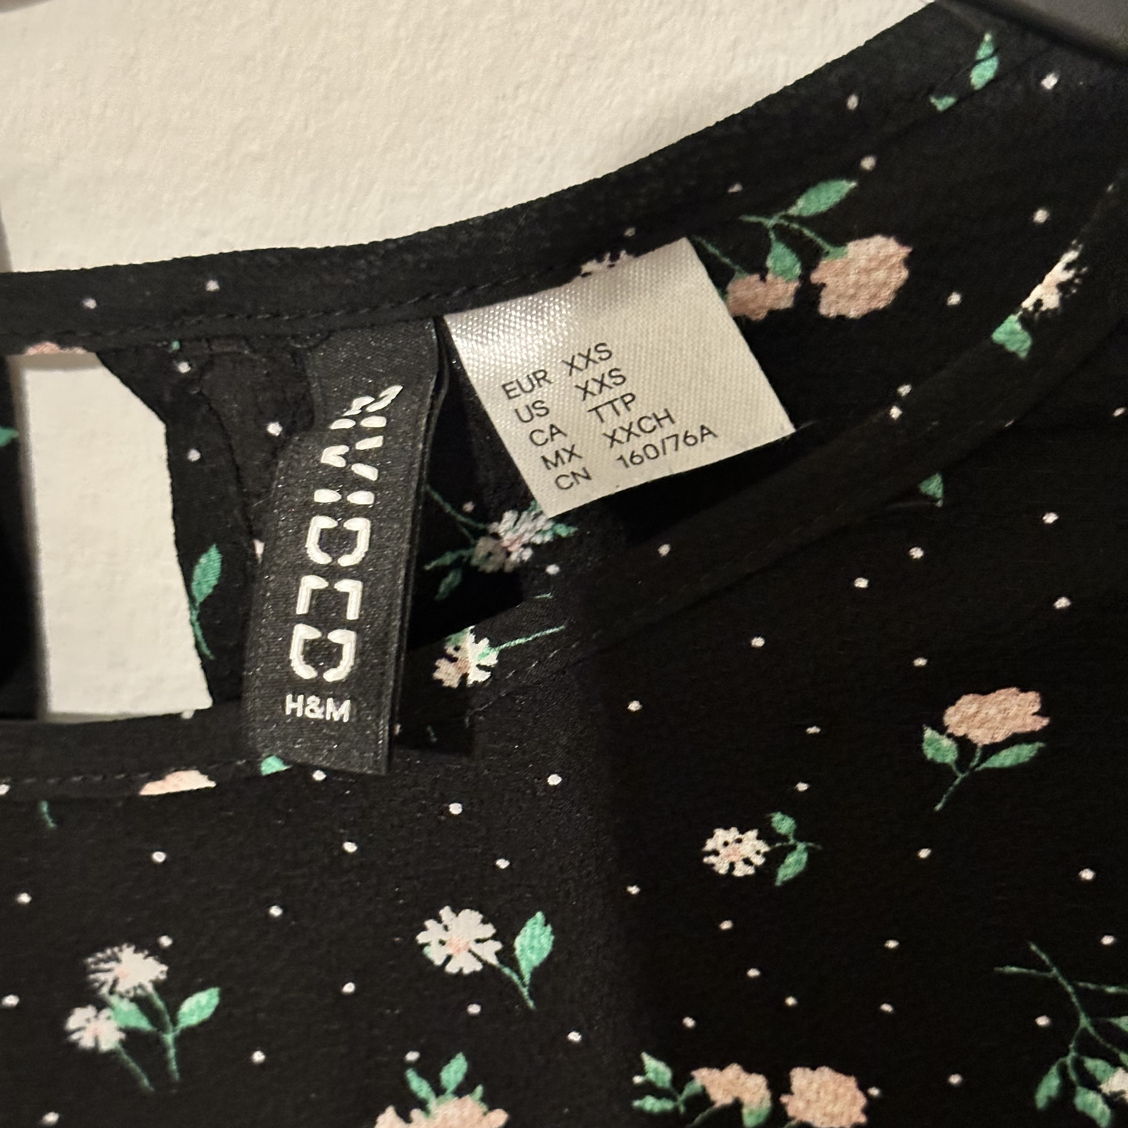 DIVIDED
H&M
EUR XXS
US XXS
CA TTP
MX XXCH
CN 160/76A